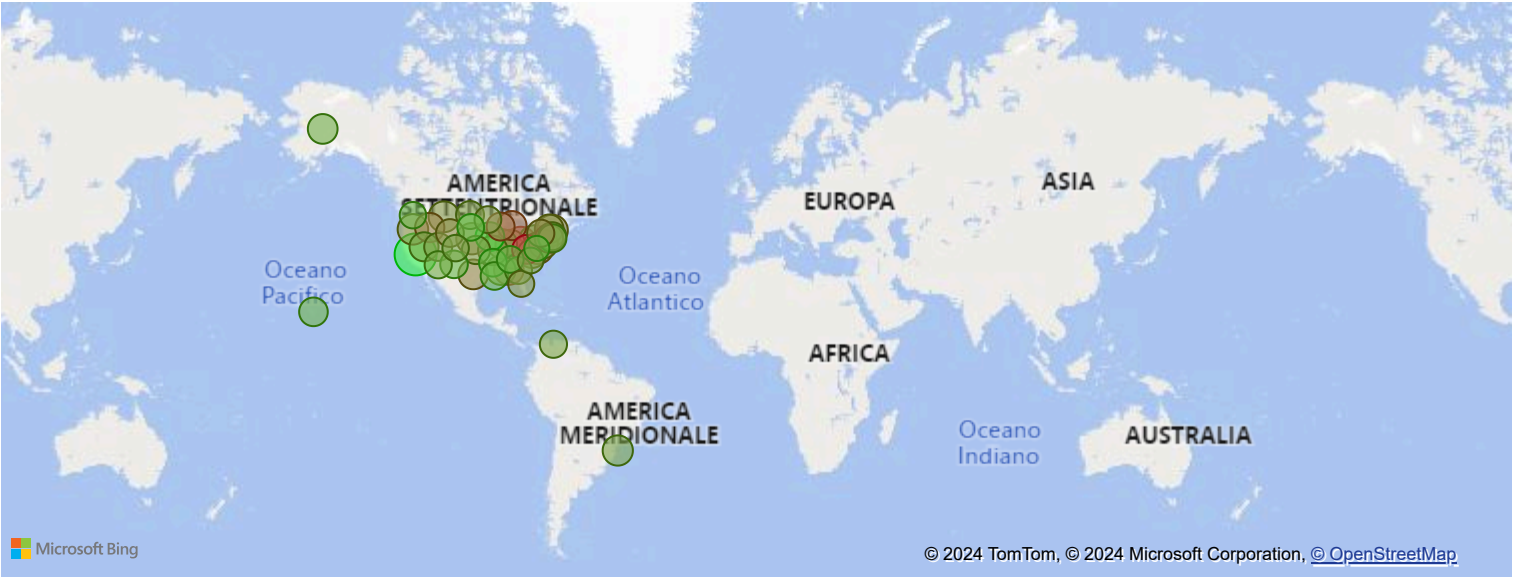 AMERICA
SETTENTRIONALE
EUROPA
ASIA
Oceano
Pacifico
Oceano
Atlantico
AFRICA
AMERICA
MERIDIONALE
Oceano
Indiano
AUSTRALIA
Microsoft Bing
© 2024 TomTom, © 2024 Microsoft Corporation, © OpenStreetMap